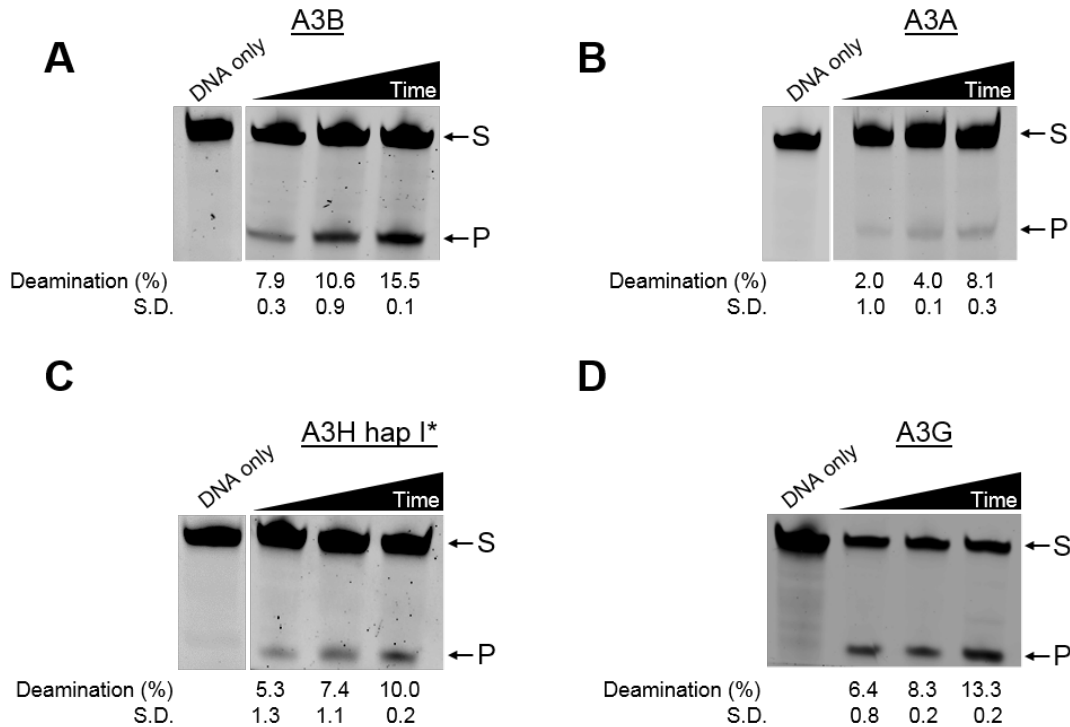 A
A3B
DNA only
Time
← S
← P
Deamination (%) 7.9 10.6 15.5
S.D. 0.3 0.9 0.1
B
A3A
DNA only
Time
← S
← P
Deamination (%) 2.0 4.0 8.1
S.D. 1.0 0.1 0.3
C
A3H hap I*
DNA only
Time
← S
← P
Deamination (%) 5.3 7.4 10.0
S.D. 1.3 1.1 0.2
D
A3G
DNA only
Time
← S
← P
Deamination (%) 6.4 8.3 13.3
S.D. 0.8 0.2 0.2